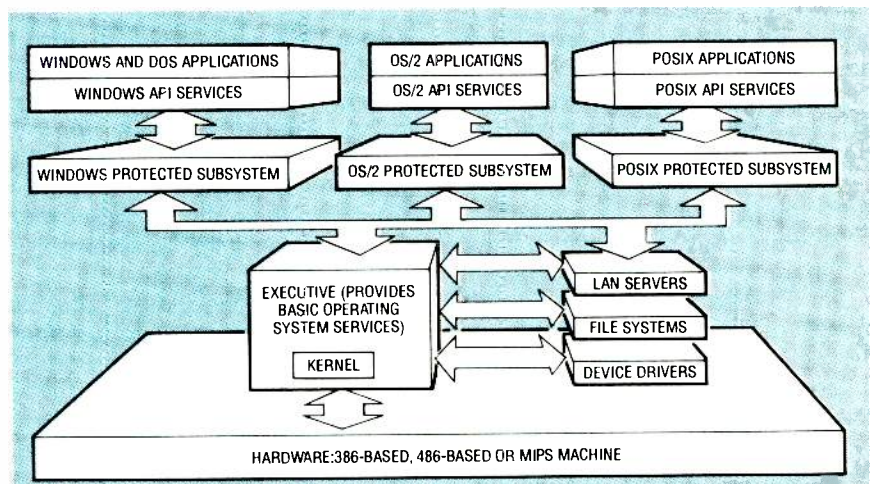 WINDOWS AND DOS APPLICATIONS
WINDOWS API SERVICES
OS/2 APPLICATIONS
OS/2 API SERVICES
POSIX APPLICATIONS
POSIX API SERVICES
WINDOWS PROTECTED SUBSYSTEM
OS/2 PROTECTED SUBSYSTEM
POSIX PROTECTED SUBSYSTEM
EXECUTIVE (PROVIDES
BASIC OPERATING
SYSTEM SERVICES)
KERNEL
LAN SERVERS
FILE SYSTEMS
DEVICE DRIVERS
HARDWARE:386-BASED, 486-BASED OR MIPS MACHINE